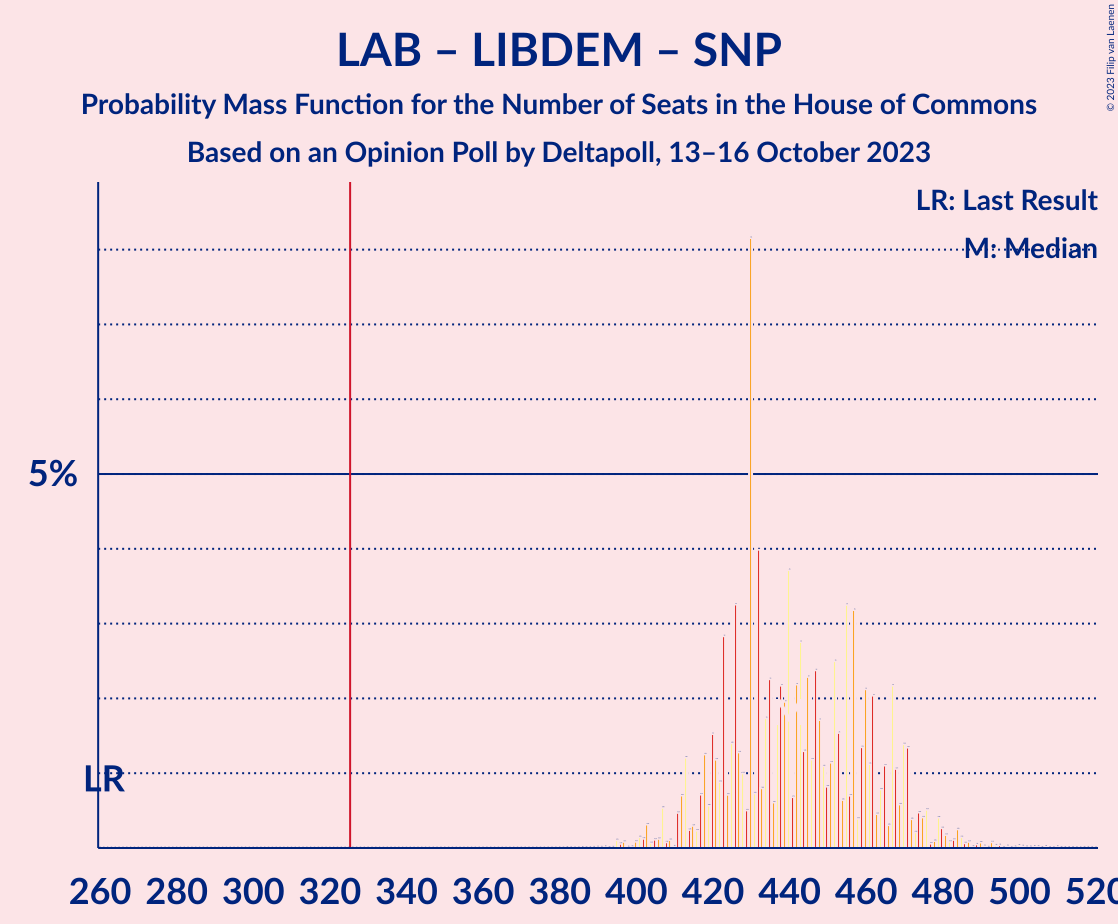 LAB – LIBDEM – SNP
Probability Mass Function for the Number of Seats in the House of Commons
Based on an Opinion Poll by Deltapoll, 13–16 October 2023
© 2023 Filip van Laenen
LR: Last Result
M: Median
5%
LR
260 280 300 320 340 360 380 400 420 440 460 480 500 520